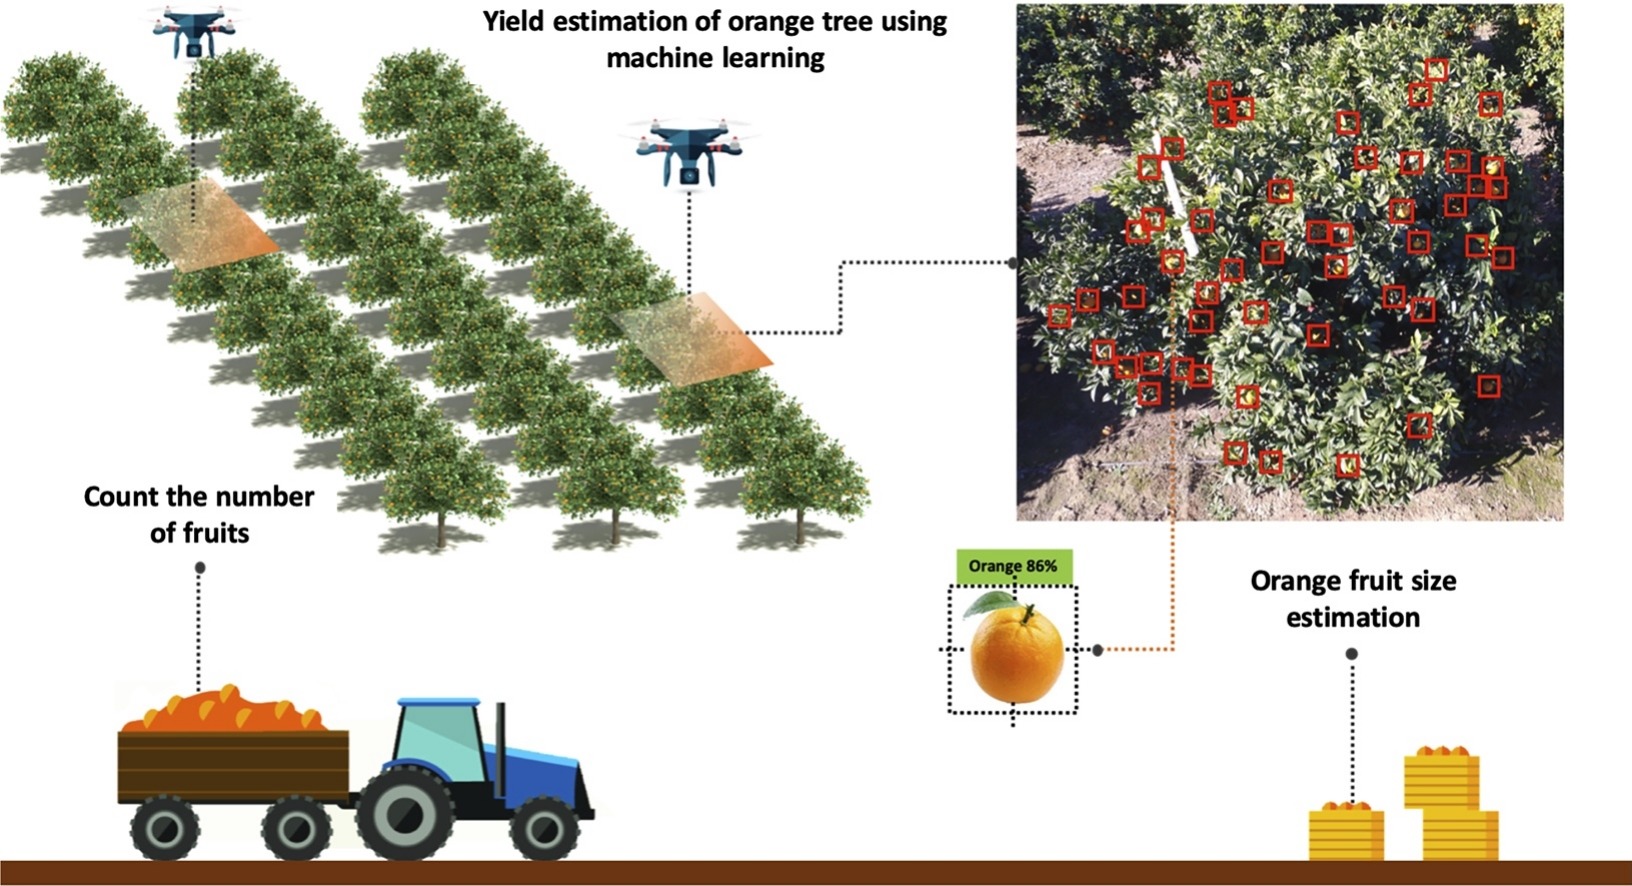 Yield estimation of orange tree using
machine learning
Count the number
of fruits
Orange 86%
Orange fruit size
estimation